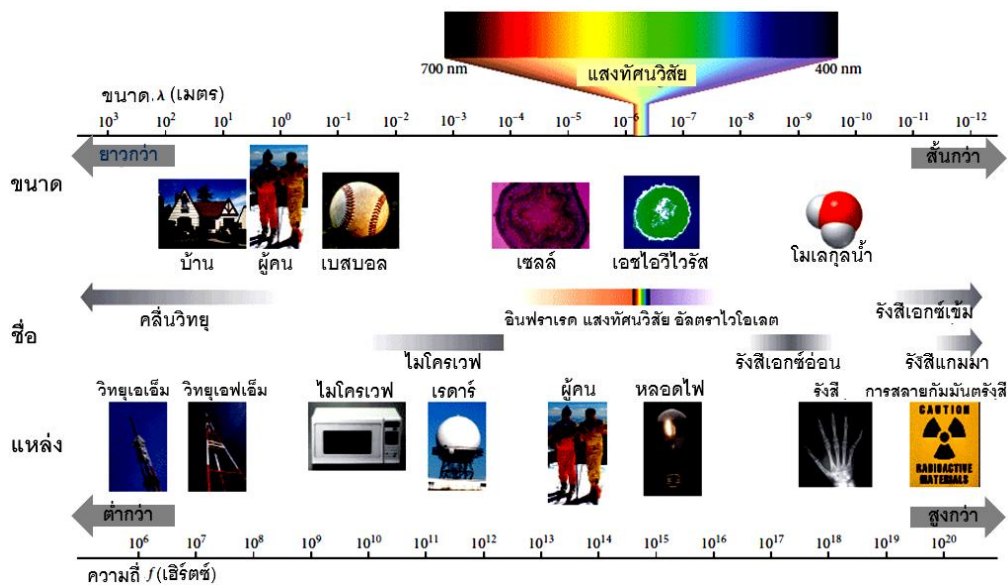 700 nm
แสงทัศนวิสัย
400 nm
ขนาด. λ (เมตร)
10³ 10² 10¹ 10⁰ 10⁻¹ 10⁻² 10⁻³ 10⁻⁴ 10⁻⁵ 10⁻⁶ 10⁻⁷ 10⁻⁸ 10⁻⁹ 10⁻¹⁰ 10⁻¹¹ 10⁻¹²
ยาวกว่า สั้นกว่า
ขนาด
บ้าน ผู้คน เบสบอล เซลล์ เอชไอวีไวรัส โมเลกุลน้ำ
คลื่นวิทยุ อินฟราเรด แสงทัศนวิสัย อัลตราไวโอเลต รังสีเอกซ์เข้ม
ชื่อ
ไมโครเวฟ รังสีเอกซ์อ่อน รังสีแกมมา
วิทยุเอเอ็ม วิทยุเอฟเอ็ม ไมโครเวฟ เรดาร์ ผู้คน หลอดไฟ รังสี การสลายกัมมันตรังสี
แหล่ง
CAUTION
RADIOACTIVE
MATERIALS
ต่ำกว่า สูงกว่า
10⁶ 10⁷ 10⁸ 10⁹ 10¹⁰ 10¹¹ 10¹² 10¹³ 10¹⁴ 10¹⁵ 10¹⁶ 10¹⁷ 10¹⁸ 10¹⁹ 10²⁰
ความถี่ f (เฮิรตซ์)